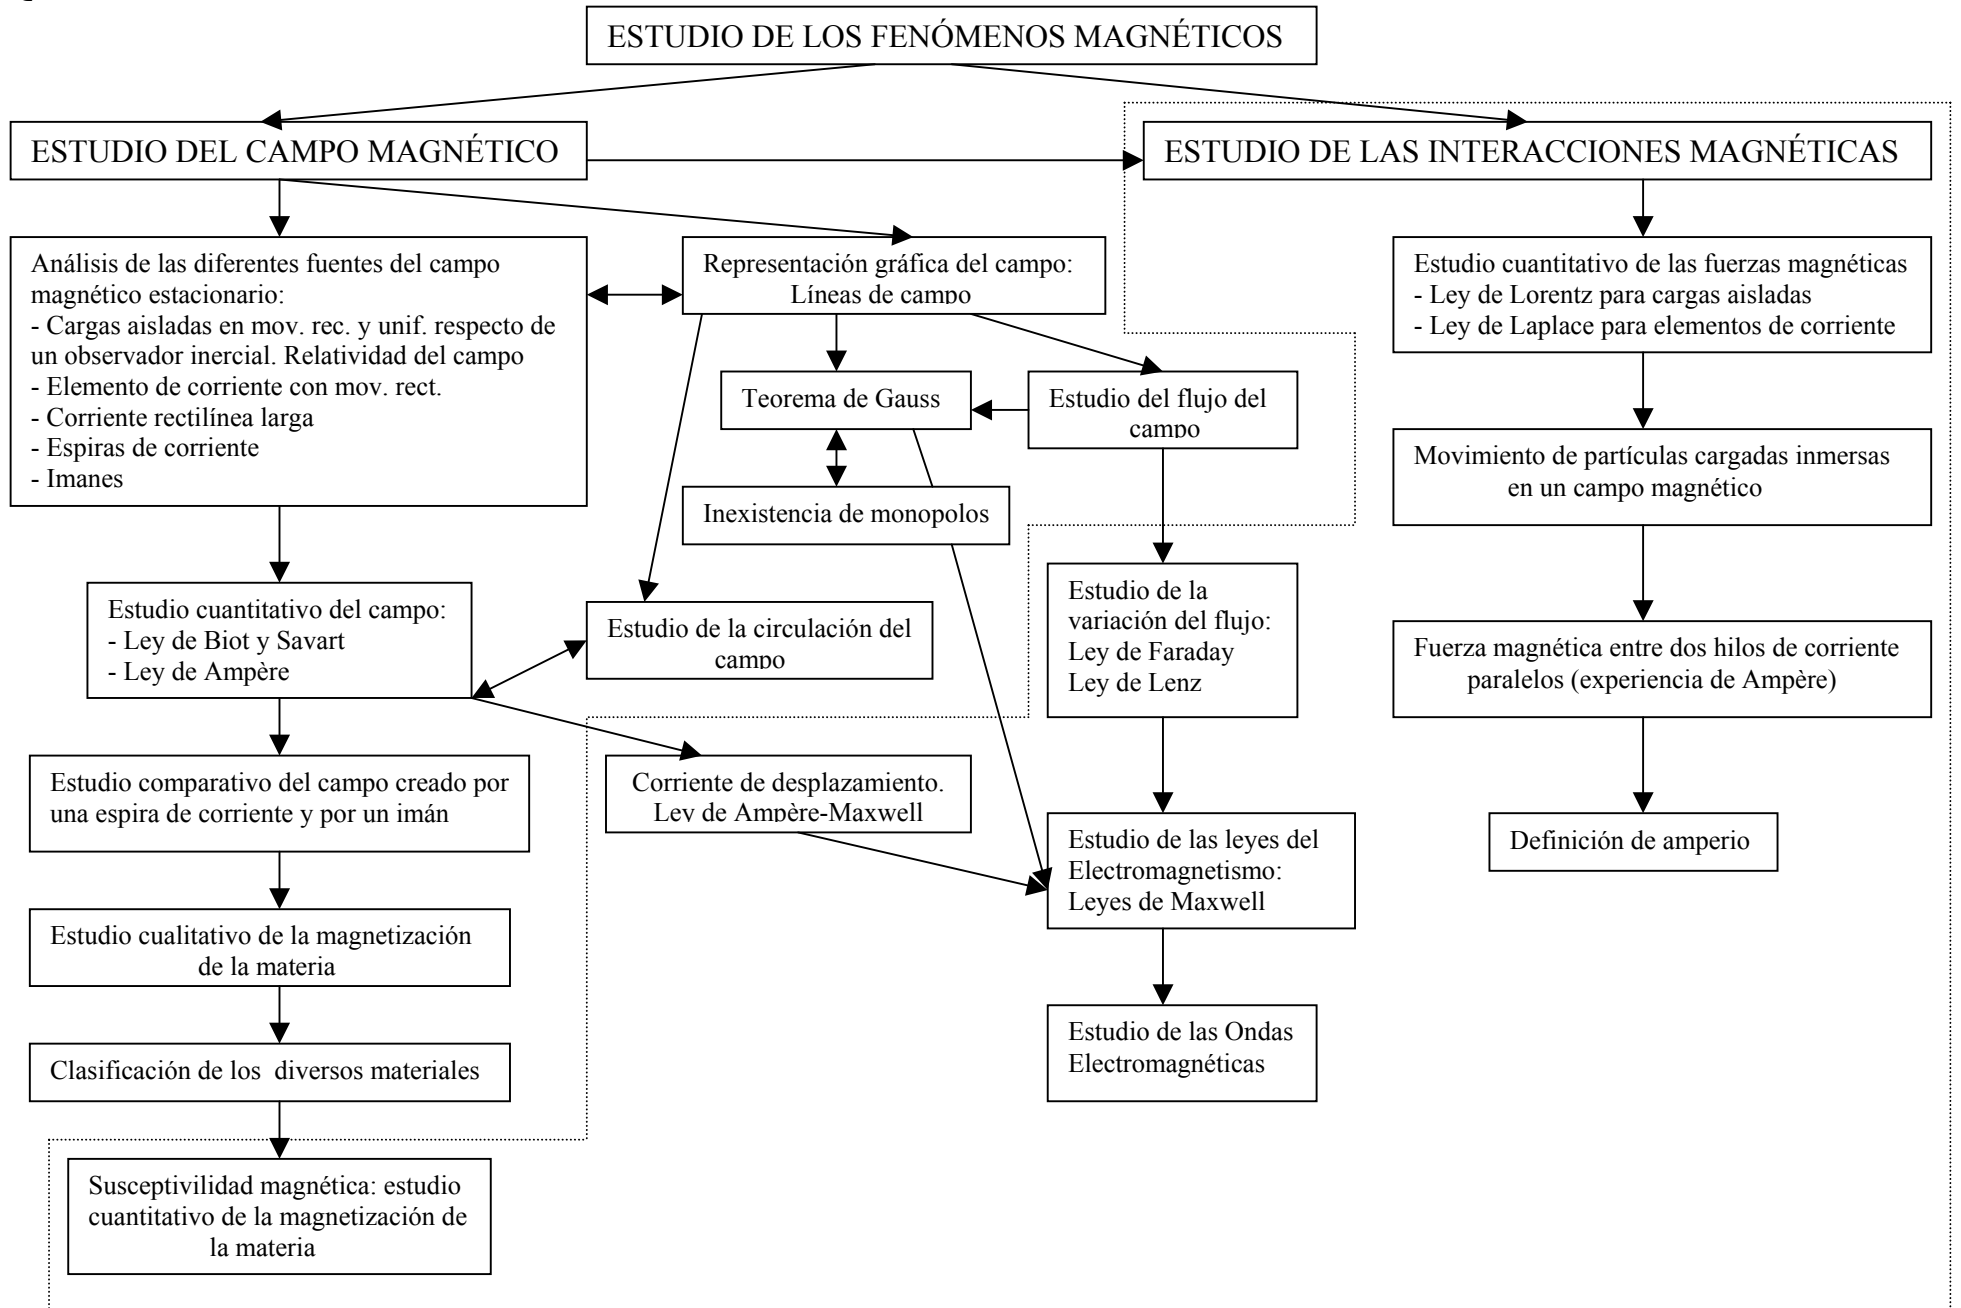 ESTUDIO DE LOS FENÓMENOS MAGNÉTICOS
ESTUDIO DEL CAMPO MAGNÉTICO
ESTUDIO DE LAS INTERACCIONES MAGNÉTICAS
Análisis de las diferentes fuentes del campo
magnético estacionario:
- Cargas aisladas en mov. rec. y unif. respecto de
un observador inercial. Relatividad del campo
- Elemento de corriente con mov. rect.
- Corriente rectilínea larga
- Espiras de corriente
- Imanes
Representación gráfica del campo:
Líneas de campo
Estudio cuantitativo de las fuerzas magnéticas
- Ley de Lorentz para cargas aisladas
- Ley de Laplace para elementos de corriente
Teorema de Gauss
Estudio del flujo del
campo
Movimiento de partículas cargadas inmersas
en un campo magnético
Inexistencia de monopolos
Estudio cuantitativo del campo:
- Ley de Biot y Savart
- Ley de Ampère
Estudio de la circulación del
campo
Estudio de la
variación del flujo:
Ley de Faraday
Ley de Lenz
Fuerza magnética entre dos hilos de corriente
paralelos (experiencia de Ampère)
Estudio comparativo del campo creado por
una espira de corriente y por un imán
Corriente de desplazamiento.
Ley de Ampère-Maxwell
Estudio de las leyes del
Electromagnetismo:
Leyes de Maxwell
Definición de amperio
Estudio cualitativo de la magnetización
de la materia
Estudio de las Ondas
Electromagnéticas
Clasificación de los diversos materiales
Susceptivilidad magnética: estudio
cuantitativo de la magnetización de
la materia